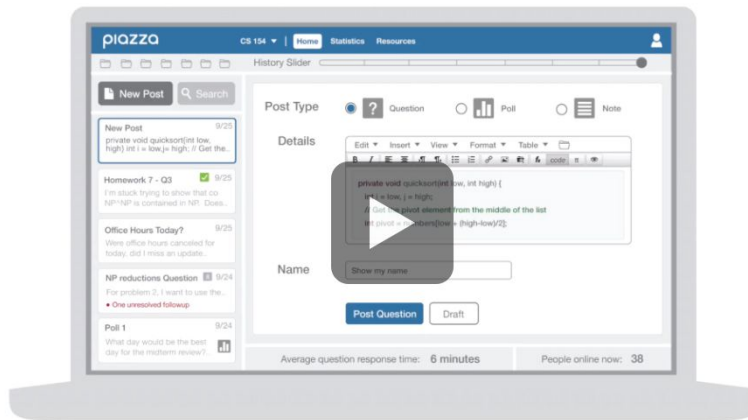 piazza
CS 154 Home Statistics Resources
History Slider
New Post Search
New Post 9/25
private void quicksort(int low,
high) int i = low,j= high; // Get the..
Homework 7 - Q3 9/25
I'm stuck trying to show that co
NP^NP is contained in NP. Does..
Office Hours Today? 9/25
Were office hours canceled for
today, did I miss an update..
NP reductions Question 9/24
For problem 2, I want to use the..
• One unresolved followup
Poll 1 9/24
What day would be the best
day for the midterm review?..
Post Type ? Question Poll Note
Details
Edit Insert View Format Table
B I code
private void quicksort(int low, int high) {
int i = low, j = high;
// Get the pivot element from the middle of the list
int pivot = numbers[low + (high-low)/2];
Name
Show my name
Post Question Draft
Average question response time: 6 minutes People online now: 38